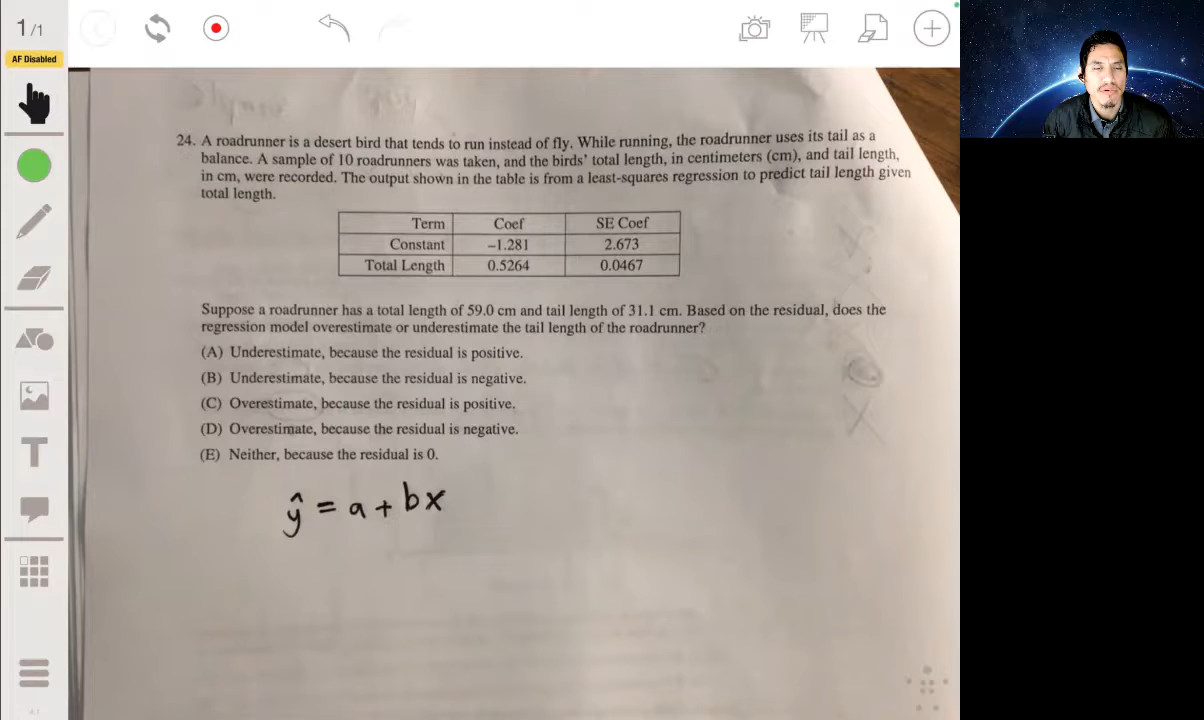 1/1
AF Disabled
24. A roadrunner is a desert bird that tends to run instead of fly. While running, the roadrunner uses its tail as a
balance. A sample of 10 roadrunners was taken, and the birds' total length, in centimeters (cm), and tail length,
in cm, were recorded. The output shown in the table is from a least-squares regression to predict tail length given
total length.
Term Coef SE Coef
Constant −1.281 2.673
Total Length 0.5264 0.0467
Suppose a roadrunner has a total length of 59.0 cm and tail length of 31.1 cm. Based on the residual, does the
regression model overestimate or underestimate the tail length of the roadrunner?
(A) Underestimate, because the residual is positive.
(B) Underestimate, because the residual is negative.
(C) Overestimate, because the residual is positive.
(D) Overestimate, because the residual is negative.
(E) Neither, because the residual is 0.
ŷ = a + bx
T